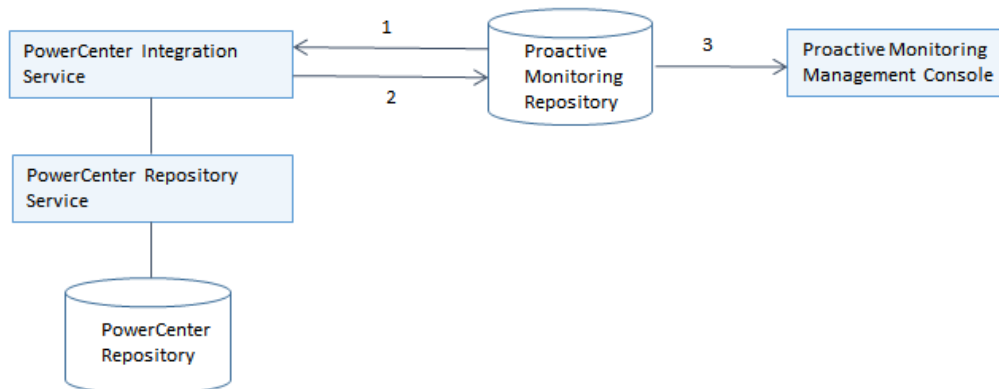 1
PowerCenter Integration
Service
2
Proactive
Monitoring
Repository
3
Proactive Monitoring
Management Console
PowerCenter Repository
Service
PowerCenter
Repository